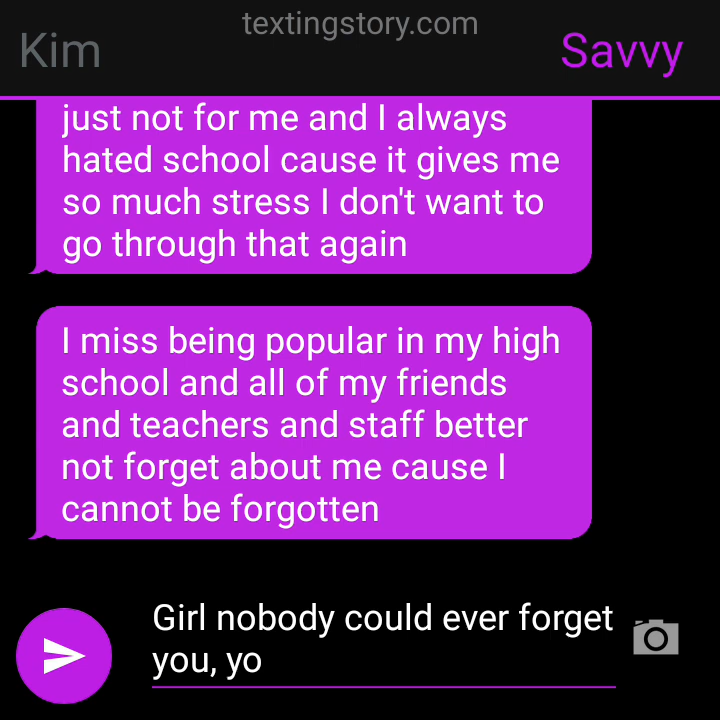 textingstory.com
Kim
Savvy
just not for me and I always
hated school cause it gives me
so much stress I don't want to
go through that again
I miss being popular in my high
school and all of my friends
and teachers and staff better
not forget about me cause I
cannot be forgotten
Girl nobody could ever forget
you, yo